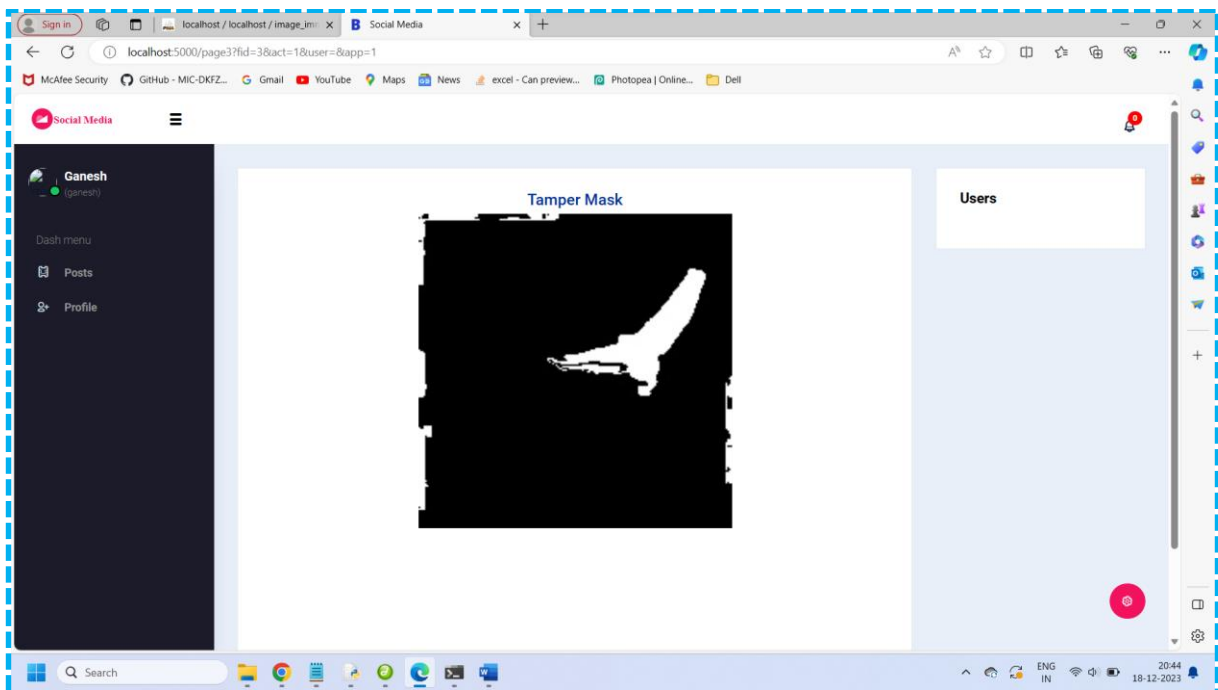 Sign in
localhost / localhost / image_im
Social Media
localhost:5000/page3?fid=3&act=1&user=&app=1
McAfee Security
GitHub - MIC-DKFZ...
Gmail
YouTube
Maps
News
excel - Can preview...
Photopea | Online...
Dell
Social Media
0
Ganesh
(ganesh)
Dash menu
Posts
Profile
Tamper Mask
Users
Search
ENG
IN
20:44
18-12-2023